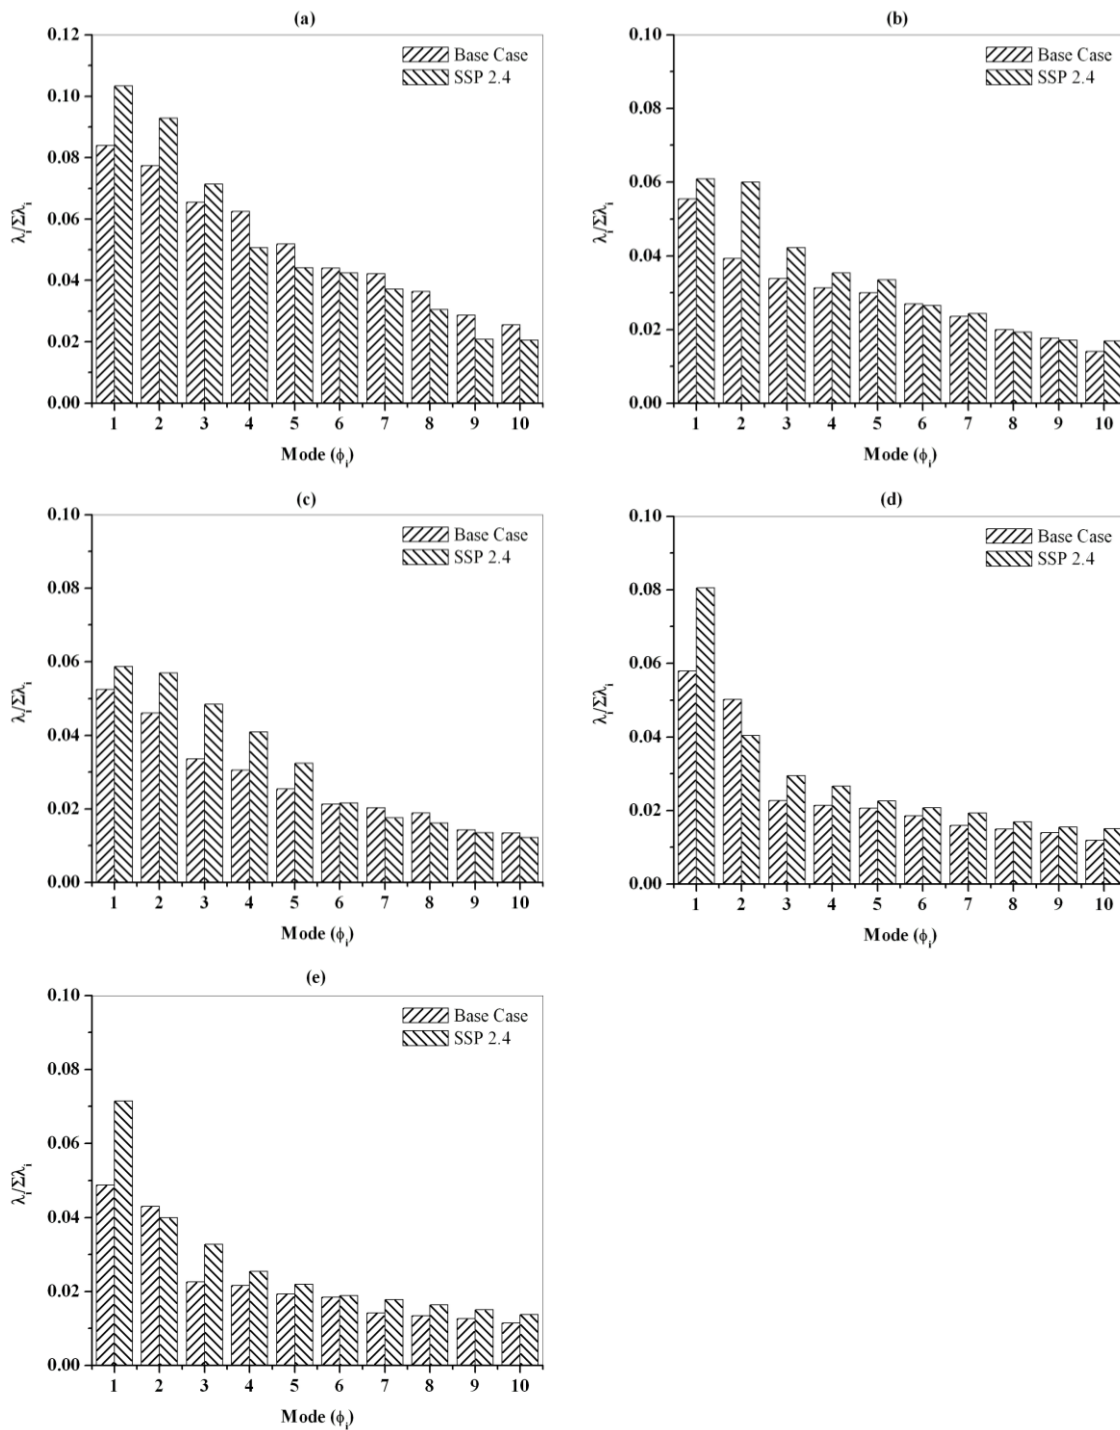 (a)
0.12
0.10
0.08
0.06
0.04
0.02
0.00
λi/Σλi
Base Case
SSP 2.4
1 2 3 4 5 6 7 8 9 10
Mode (ϕi)
(b)
0.10
0.08
0.06
0.04
0.02
0.00
λi/Σλi
Base Case
SSP 2.4
1 2 3 4 5 6 7 8 9 10
Mode (ϕi)
(c)
0.10
0.08
0.06
0.04
0.02
0.00
λi/Σλi
Base Case
SSP 2.4
1 2 3 4 5 6 7 8 9 10
Mode (ϕi)
(d)
0.10
0.08
0.06
0.04
0.02
0.00
λi/Σλi
Base Case
SSP 2.4
1 2 3 4 5 6 7 8 9 10
Mode (ϕi)
(e)
0.10
0.08
0.06
0.04
0.02
0.00
λi/Σλi
Base Case
SSP 2.4
1 2 3 4 5 6 7 8 9 10
Mode (ϕi)